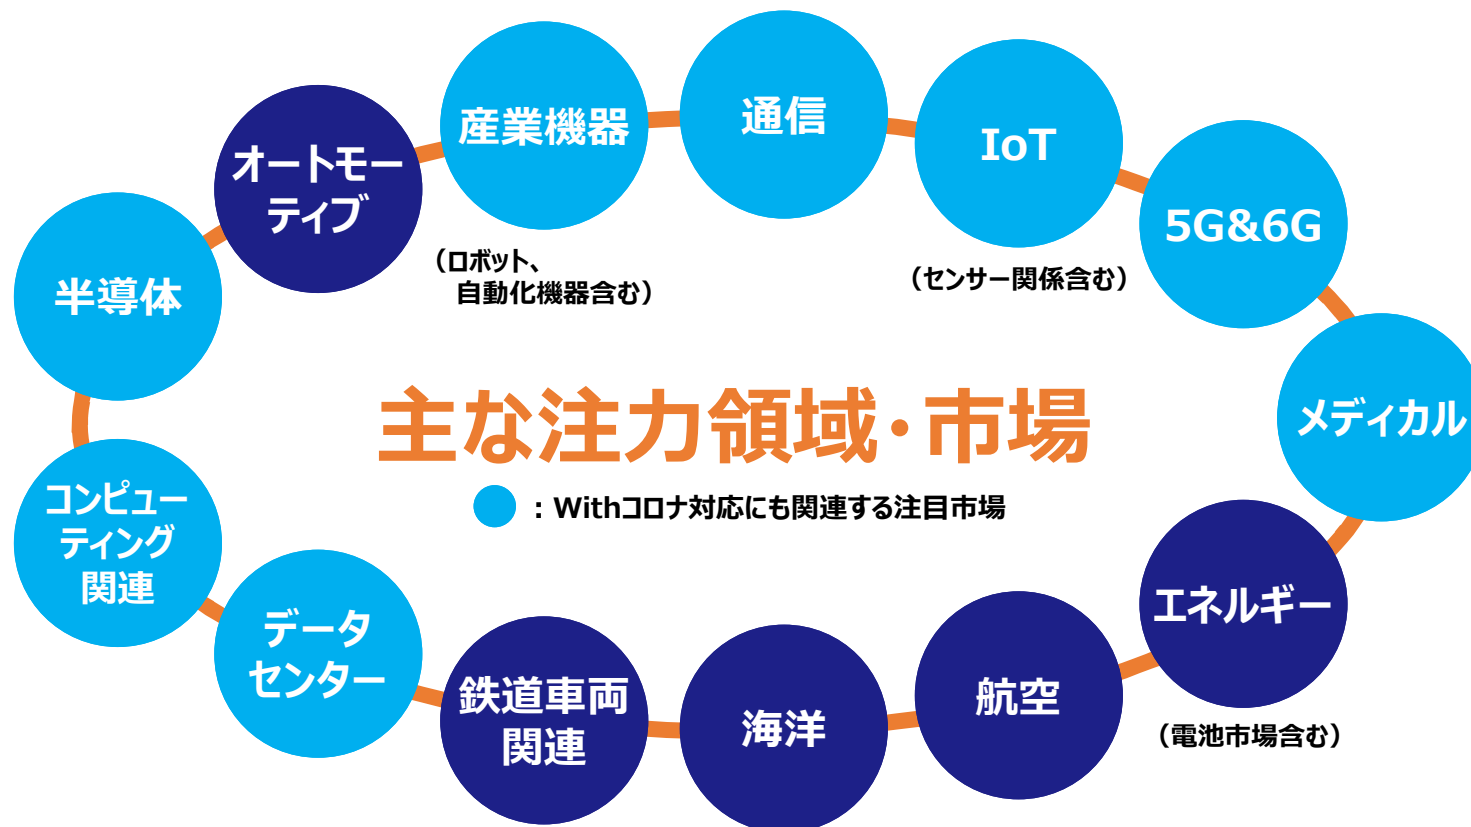 産業機器
通信
IoT
オートモー
ティブ
5G&6G
（ロボット、
自動化機器含む）
（センサー関係含む）
半導体
主な注力領域・市場
メディカル
：Withコロナ対応にも関連する注目市場
コンピュー
ティング
関連
エネルギー
データ
センター
鉄道車両
関連
海洋
航空
（電池市場含む）